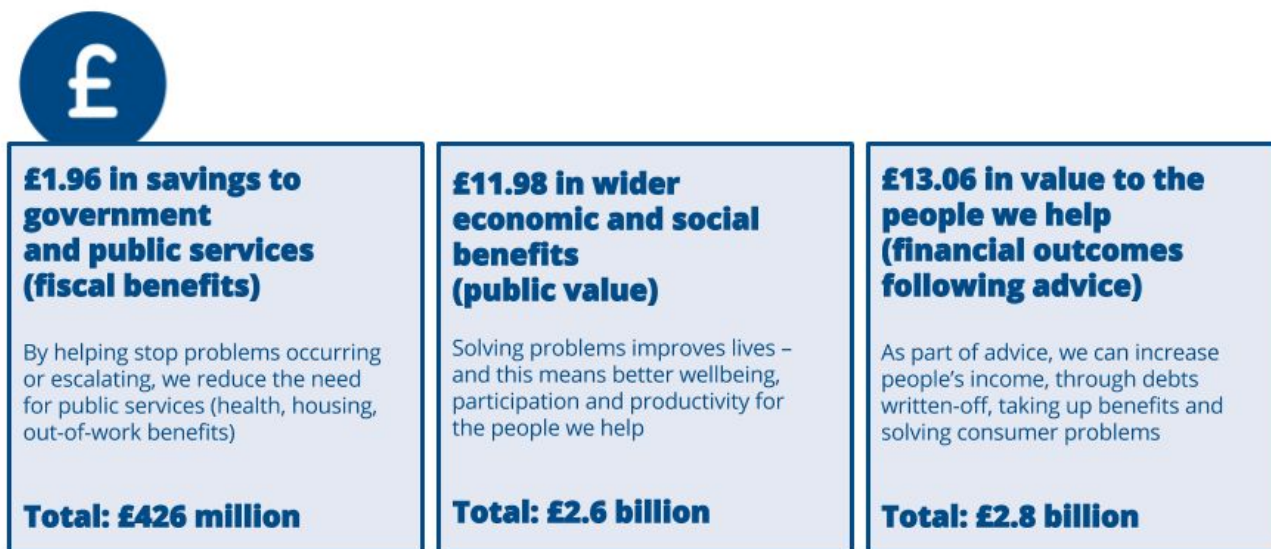 £
£1.96 in savings to
government
and public services
(fiscal benefits)
By helping stop problems occurring
or escalating, we reduce the need
for public services (health, housing,
out-of-work benefits)
Total: £426 million
£11.98 in wider
economic and social
benefits
(public value)
Solving problems improves lives –
and this means better wellbeing,
participation and productivity for
the people we help
Total: £2.6 billion
£13.06 in value to the
people we help
(financial outcomes
following advice)
As part of advice, we can increase
people’s income, through debts
written-off, taking up benefits and
solving consumer problems
Total: £2.8 billion